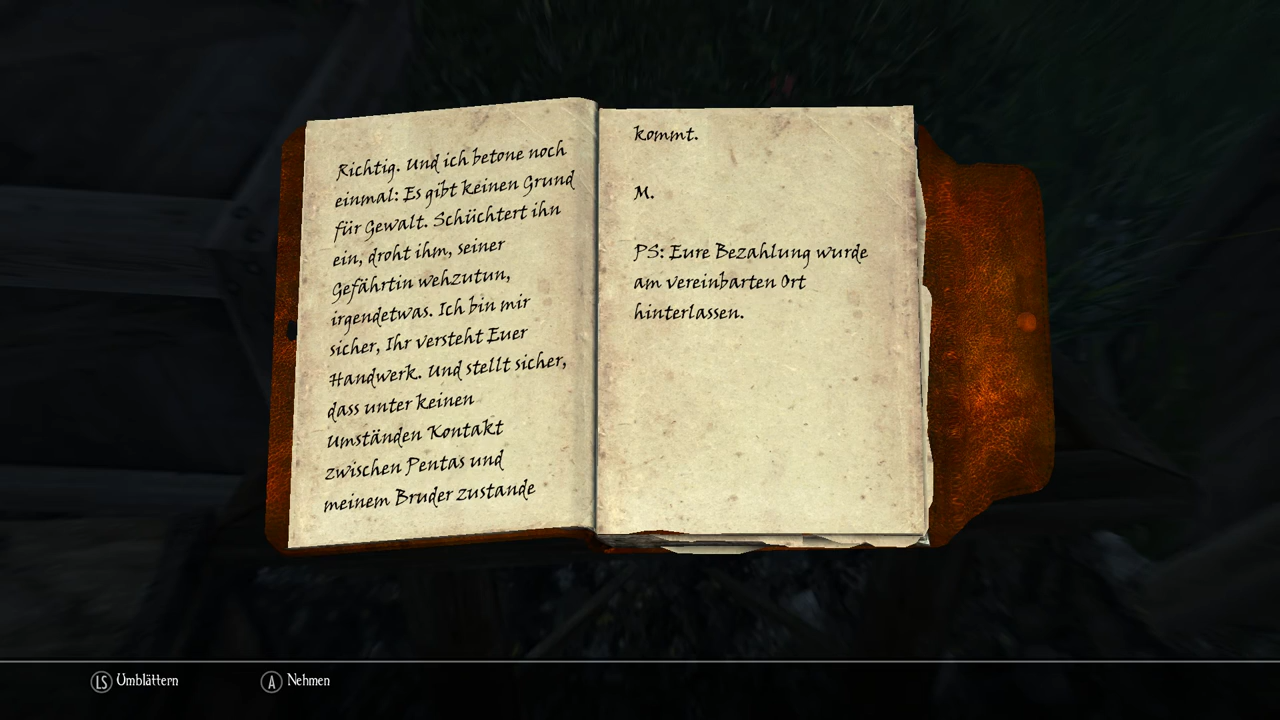 Richtig. Und ich betone noch
einmal: Es gibt keinen Grund
für Gewalt. Schüchtert ihn
ein, droht ihm, seiner
Gefährtin wehzutun,
irgendetwas. Ich bin mir
sicher, Ihr versteht Euer
Handwerk. Und stellt sicher,
dass unter keinen
Umständen Kontakt
zwischen Pentas und
meinem Bruder zustande
kommt.
M.
PS: Eure Bezahlung wurde
am vereinbarten Ort
hinterlassen.
LS Umblättern
A Nehmen